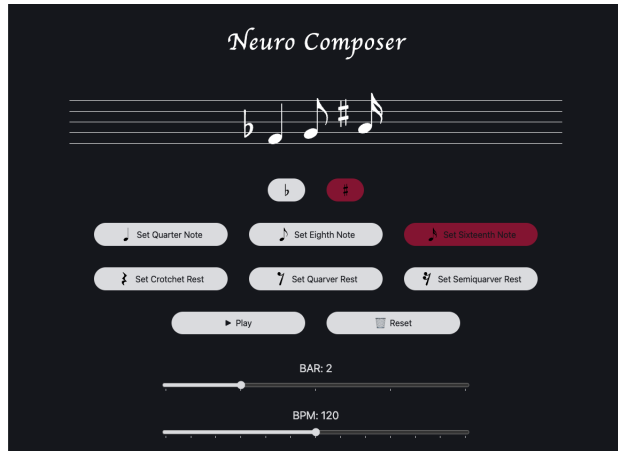 Neuro Composer
♭ ♯
♭ ♯
Set Quarter Note Set Eighth Note Set Sixteenth Note
Set Crotchet Rest Set Quarver Rest Set Semiquarver Rest
Play Reset
BAR: 2
BPM: 120